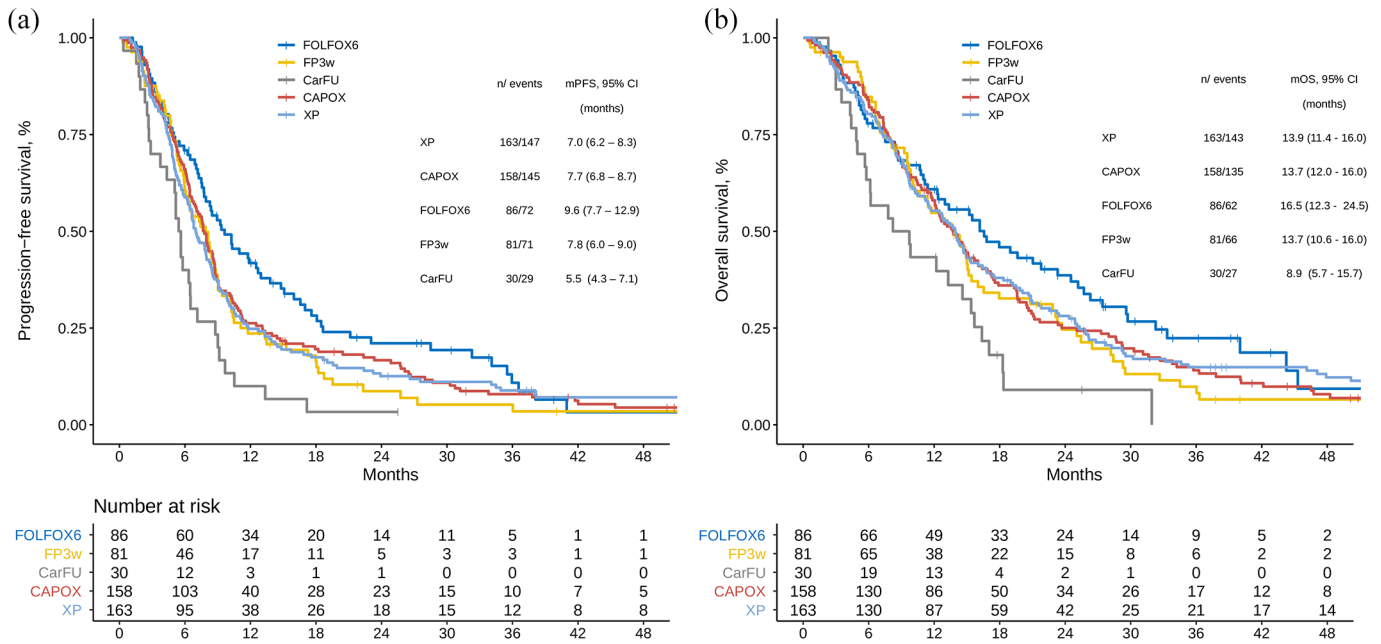 (a)
Progression−free survival, %
1.00
0.75
0.50
0.25
0.00
FOLFOX6
FP3w
CarFU
CAPOX
XP
n/ events mPFS, 95% CI
(months)
XP 163/147 7.0 (6.2 – 8.3)
CAPOX 158/145 7.7 (6.8 – 8.7)
FOLFOX6 86/72 9.6 (7.7 – 12.9)
FP3w 81/71 7.8 (6.0 – 9.0)
CarFU 30/29 5.5 (4.3 – 7.1)
0 6 12 18 24 30 36 42 48
Months
Number at risk
FOLFOX6 86 60 34 20 14 11 5 1 1
FP3w 81 46 17 11 5 3 3 1 1
CarFU 30 12 3 1 1 0 0 0 0
CAPOX 158 103 40 28 23 15 10 7 5
XP 163 95 38 26 18 15 12 8 8
0 6 12 18 24 30 36 42 48
(b)
Overall survival, %
1.00
0.75
0.50
0.25
0.00
FOLFOX6
FP3w
CarFU
CAPOX
XP
n/ events mOS, 95% CI
(months)
XP 163/143 13.9 (11.4 - 16.0)
CAPOX 158/135 13.7 (12.0 - 16.0)
FOLFOX6 86/62 16.5 (12.3 - 24.5)
FP3w 81/66 13.7 (10.6 - 16.0)
CarFU 30/27 8.9 (5.7 - 15.7)
0 6 12 18 24 30 36 42 48
Months
FOLFOX6 86 66 49 33 24 14 9 5 2
FP3w 81 65 38 22 15 8 6 2 2
CarFU 30 19 13 4 2 1 0 0 0
CAPOX 158 130 86 50 34 26 17 12 8
XP 163 130 87 59 42 25 21 17 14
0 6 12 18 24 30 36 42 48